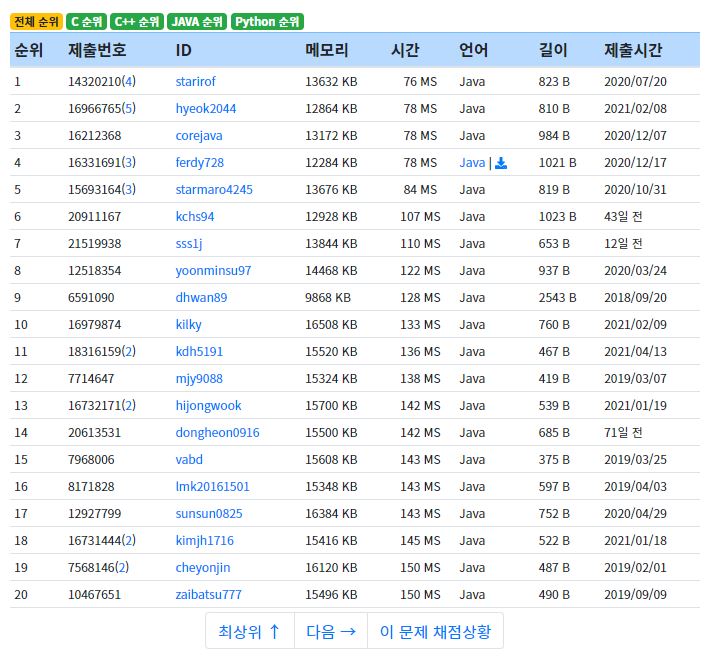 전체 순위 C 순위 C++ 순위 JAVA 순위 Python 순위
순위 제출번호 ID 메모리 시간 언어 길이 제출시간
1 14320210(4) starirof 13632 KB 76 MS Java 823 B 2020/07/20
2 16966765(5) hyeok2044 12864 KB 78 MS Java 810 B 2021/02/08
3 16212368 corejava 13172 KB 78 MS Java 984 B 2020/12/07
4 16331691(3) ferdy728 12284 KB 78 MS Java | 1021 B 2020/12/17
5 15693164(3) starmaro4245 13676 KB 84 MS Java 819 B 2020/10/31
6 20911167 kchs94 12928 KB 107 MS Java 1023 B 43일 전
7 21519938 sss1j 13844 KB 110 MS Java 653 B 12일 전
8 12518354 yoonminsu97 14468 KB 122 MS Java 937 B 2020/03/24
9 6591090 dhwan89 9868 KB 128 MS Java 2543 B 2018/09/20
10 16979874 kilky 16508 KB 133 MS Java 760 B 2021/02/09
11 18316159(2) kdh5191 15520 KB 136 MS Java 467 B 2021/04/13
12 7714647 mjy9088 15324 KB 138 MS Java 419 B 2019/03/07
13 16732171(2) hijongwook 15700 KB 142 MS Java 539 B 2021/01/19
14 20613531 dongheon0916 15500 KB 142 MS Java 685 B 71일 전
15 7968006 vabd 15608 KB 143 MS Java 375 B 2019/03/25
16 8171828 lmk20161501 15348 KB 143 MS Java 597 B 2019/04/03
17 12927799 sunsun0825 16384 KB 143 MS Java 752 B 2020/04/29
18 16731444(2) kimjh1716 15416 KB 145 MS Java 522 B 2021/01/18
19 7568146(2) cheyonjin 16120 KB 150 MS Java 487 B 2019/02/01
20 10467651 zaibatsu777 15496 KB 150 MS Java 490 B 2019/09/09
최상위 ↑ 다음 → 이 문제 채점상황